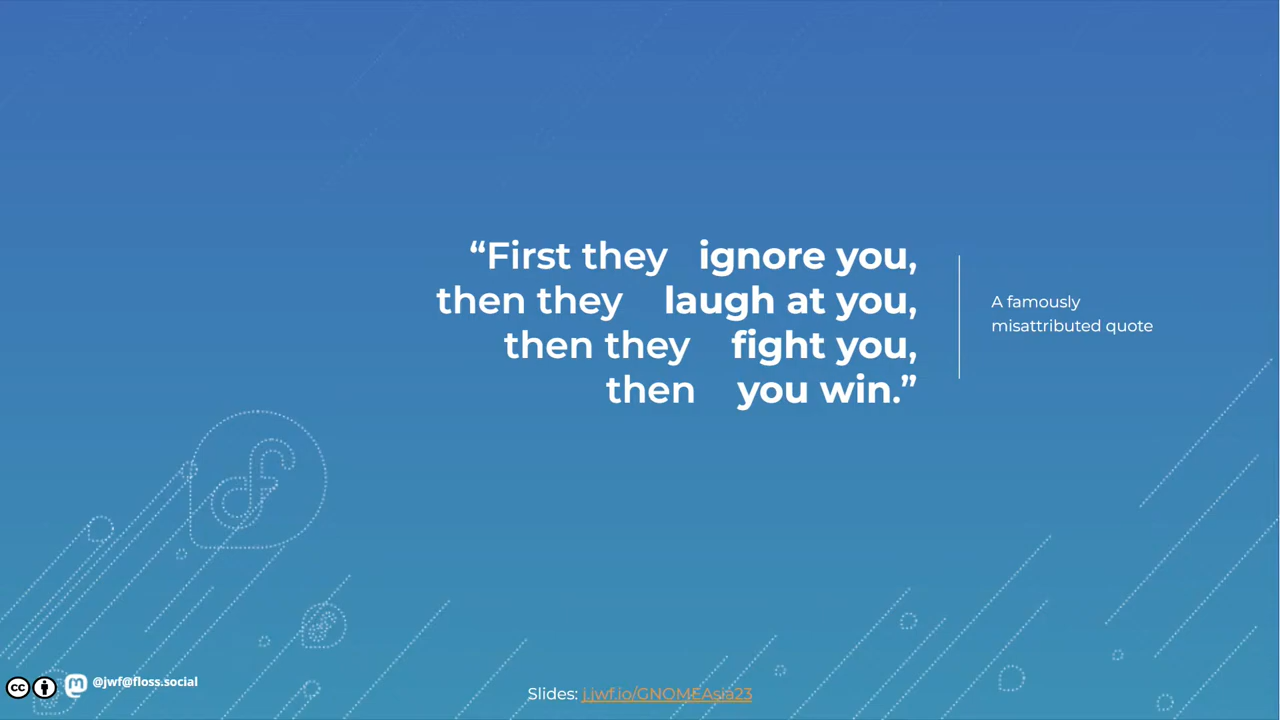 “First they ignore you,
then they laugh at you,
then they fight you,
then you win.”
A famously
misattributed quote
@jwf@floss.social
Slides: j.jwf.io/GNOMEAsia23
cc